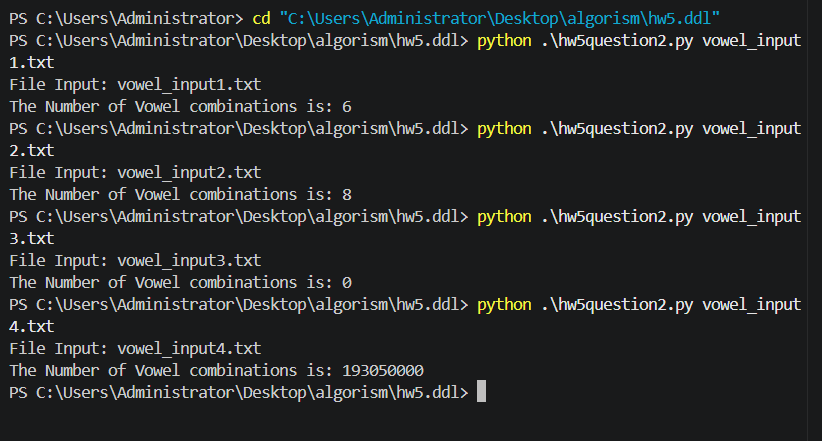 PS C:\Users\Administrator> cd "C:\Users\Administrator\Desktop\algorism\hw5.ddl"
PS C:\Users\Administrator\Desktop\algorism\hw5.ddl> python .\hw5question2.py vowel_input
1.txt
File Input: vowel_input1.txt
The Number of Vowel combinations is: 6
PS C:\Users\Administrator\Desktop\algorism\hw5.ddl> python .\hw5question2.py vowel_input
2.txt
File Input: vowel_input2.txt
The Number of Vowel combinations is: 8
PS C:\Users\Administrator\Desktop\algorism\hw5.ddl> python .\hw5question2.py vowel_input
3.txt
File Input: vowel_input3.txt
The Number of Vowel combinations is: 0
PS C:\Users\Administrator\Desktop\algorism\hw5.ddl> python .\hw5question2.py vowel_input
4.txt
File Input: vowel_input4.txt
The Number of Vowel combinations is: 193050000
PS C:\Users\Administrator\Desktop\algorism\hw5.ddl>